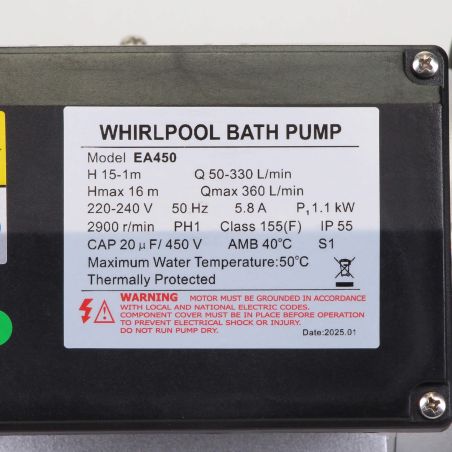 WHIRLPOOL BATH PUMP
Model EA450
H 15-1m Q 50-330 L/min
Hmax 16 m Qmax 360 L/min
220-240 V 50 Hz 5.8 A P₁ 1.1 kW
2900 r/min PH1 Class 155(F) IP 55
CAP 20 μF/ 450 V AMB 40℃ S1
Maximum Water Temperature:50℃
Thermally Protected
WARNING MOTOR MUST BE GROUNDED IN ACCORDANCE
WITH LOCAL AND NATIONAL ELECTRIC CODES.
COMPONENT COVER MUST BE IN PLACE BEFORE OPERATION
TO PREVENT ELECTRICAL SHOCK OR INJURY.
DO NOT RUN PUMP DRY.
Date:2025.01